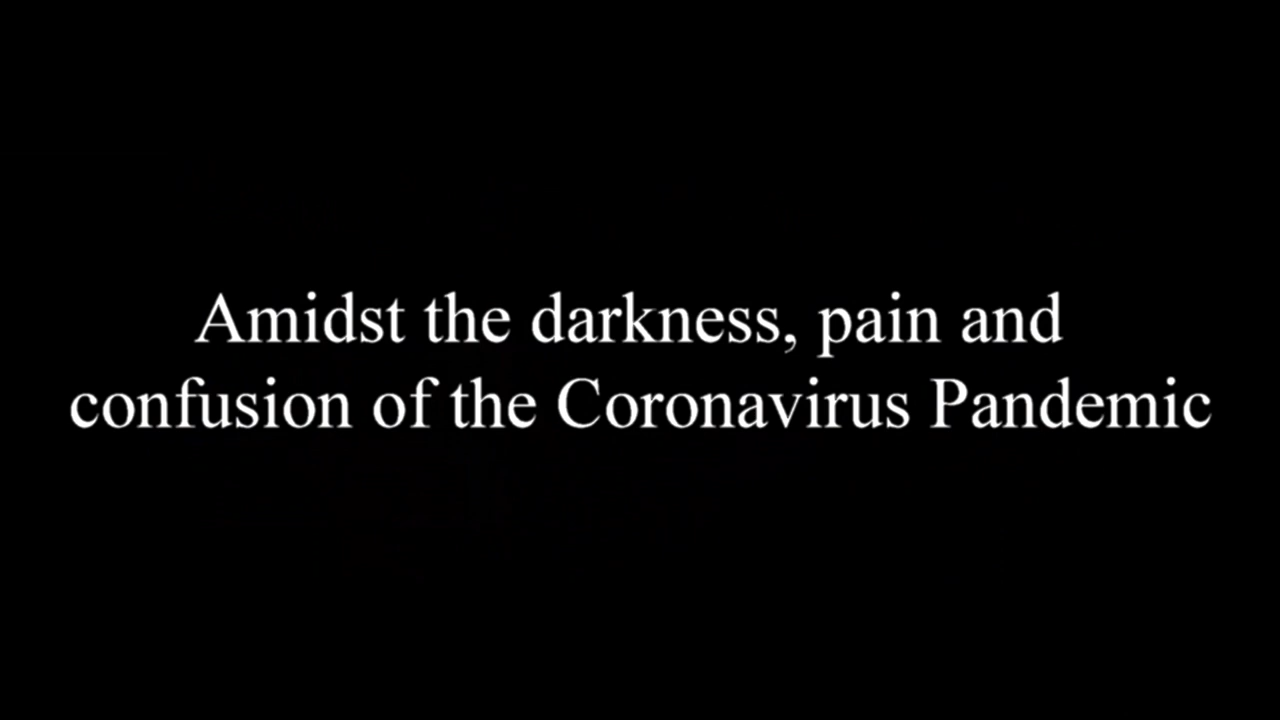 Amidst the darkness, pain and
confusion of the Coronavirus Pandemic